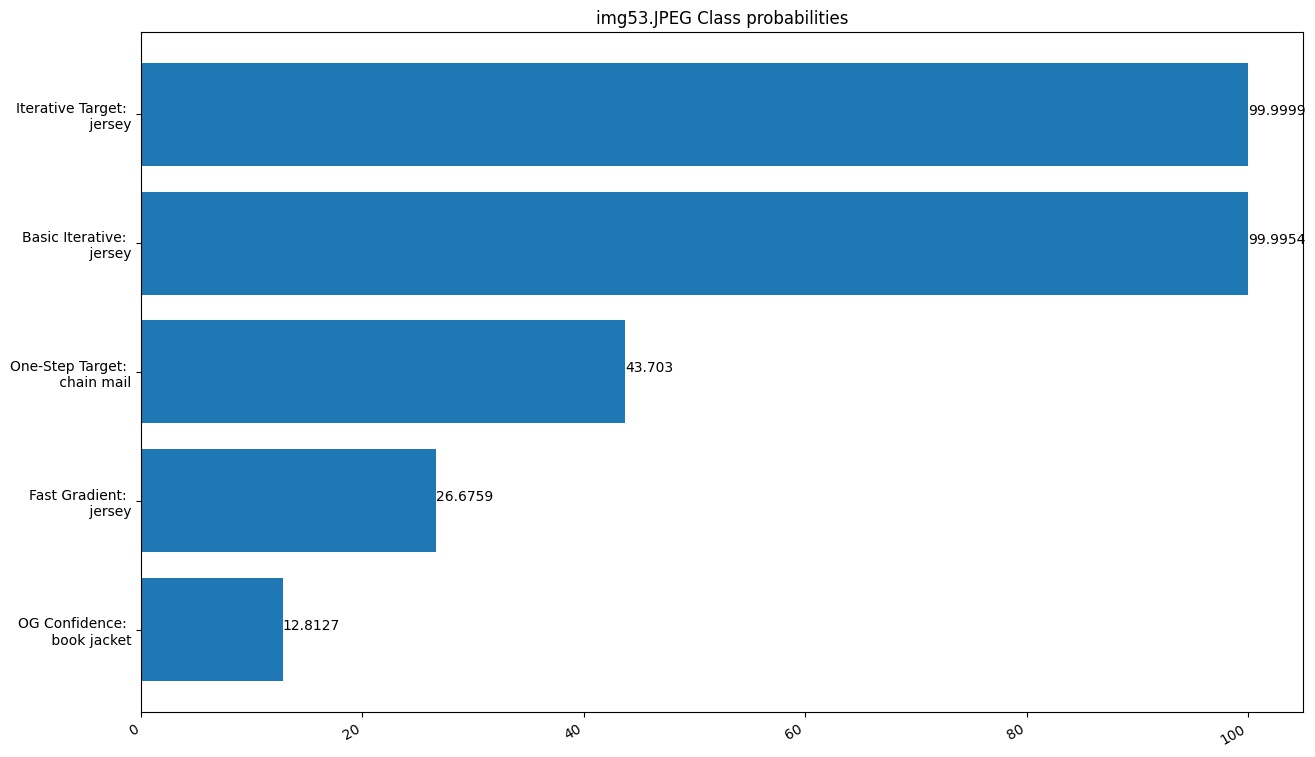 img53.JPEG Class probabilities
Iterative Target:
jersey
99.9999
Basic Iterative:
jersey
99.9954
One-Step Target:
chain mail
43.703
Fast Gradient:
jersey
26.6759
OG Confidence:
book jacket
12.8127
0 20 40 60 80 100